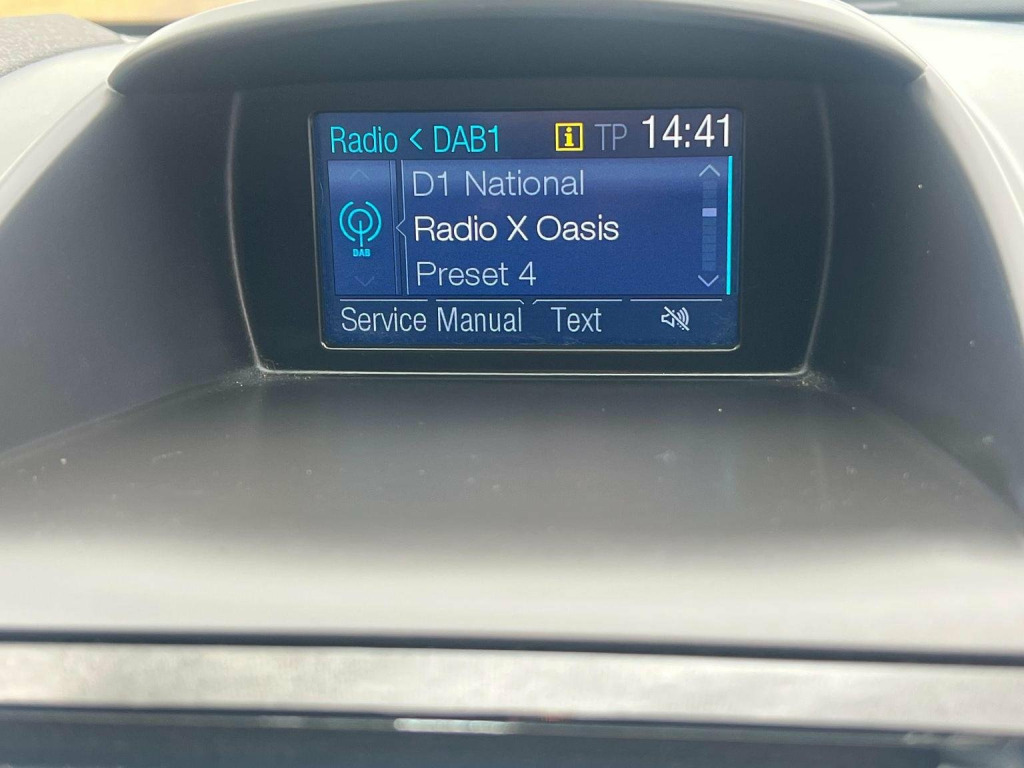 Radio < DAB1 i TP 14:41
D1 National
DAB
Radio X Oasis
Preset 4
Service Manual Text